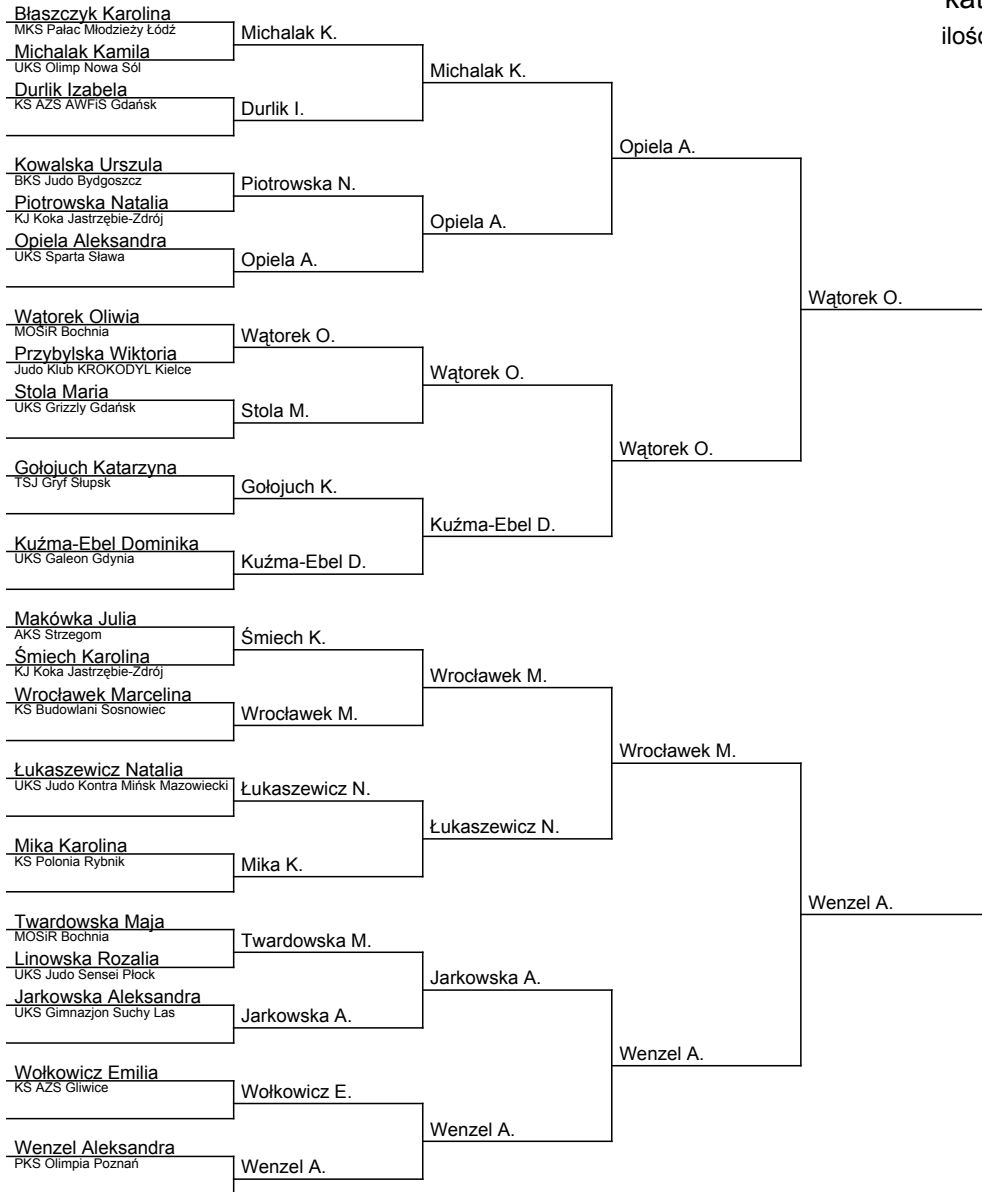 kat
ilość
Błaszczyk Karolina
MKS Pałac Młodzieży Łódź
Michalak Kamila
UKS Olimp Nowa Sól
Durlik Izabela
KS AZS AWFiS Gdańsk
Kowalska Urszula
BKS Judo Bydgoszcz
Piotrowska Natalia
KJ Koka Jastrzębie-Zdrój
Opiela Aleksandra
UKS Sparta Sława
Wątorek Oliwia
MOSiR Bochnia
Przybylska Wiktoria
Judo Klub KROKODYL Kielce
Stola Maria
UKS Grizzly Gdańsk
Gołojuch Katarzyna
TSJ Gryf Słupsk
Kuźma-Ebel Dominika
UKS Galeon Gdynia
Makówka Julia
AKS Strzegom
Śmiech Karolina
KJ Koka Jastrzębie-Zdrój
Wrocławek Marcelina
KS Budowlani Sosnowiec
Łukaszewicz Natalia
UKS Judo Kontra Mińsk Mazowiecki
Mika Karolina
KS Polonia Rybnik
Twardowska Maja
MOSiR Bochnia
Linowska Rozalia
UKS Judo Sensei Płock
Jarkowska Aleksandra
UKS Gimnazjon Suchy Las
Wołkowicz Emilia
KS AZS Gliwice
Wenzel Aleksandra
PKS Olimpia Poznań
Michalak K.
Durlik I.
Piotrowska N.
Opiela A.
Wątorek O.
Stola M.
Gołojuch K.
Kuźma-Ebel D.
Śmiech K.
Wrocławek M.
Łukaszewicz N.
Mika K.
Twardowska M.
Jarkowska A.
Wołkowicz E.
Wenzel A.
Michalak K.
Opiela A.
Wątorek O.
Kuźma-Ebel D.
Wrocławek M.
Łukaszewicz N.
Jarkowska A.
Wenzel A.
Opiela A.
Wątorek O.
Wrocławek M.
Wenzel A.
Wątorek O.
Wenzel A.